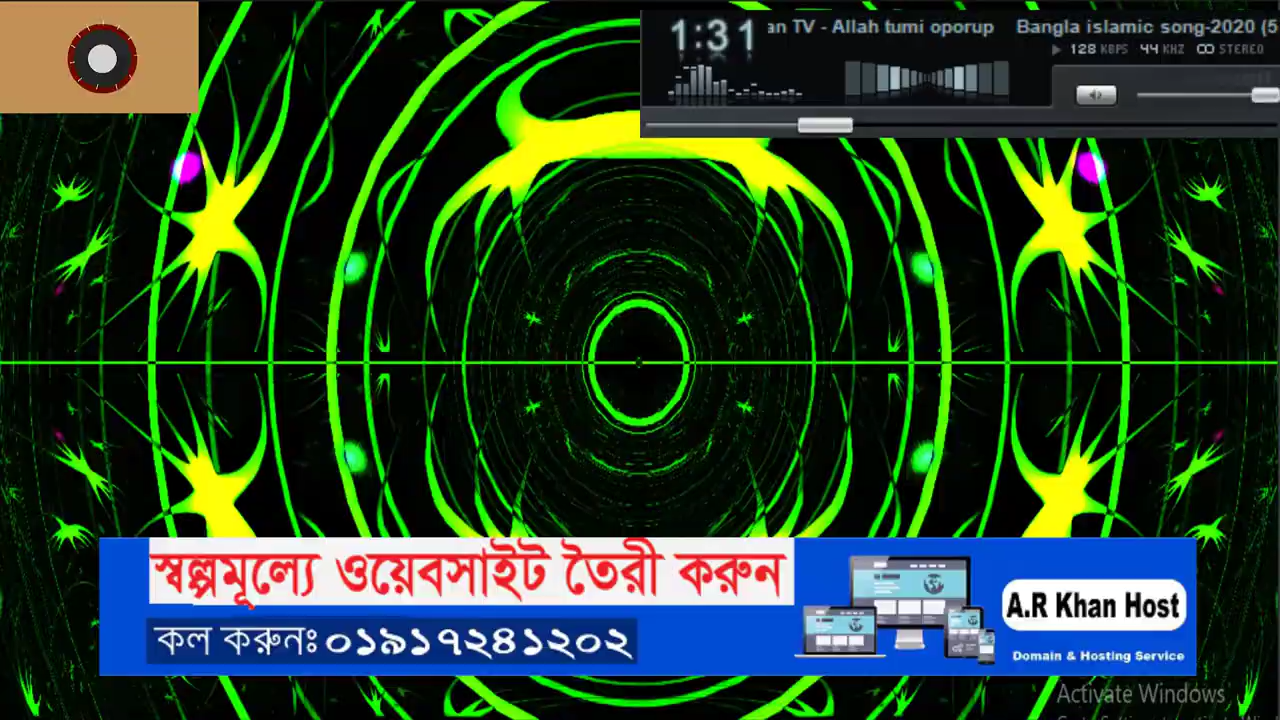 1:31
an TV - Allah tumi oporup Bangla islamic song-2020 (5
128 KBPS 44 KHZ STEREO
স্বল্পমূল্যে ওয়েবসাইট তৈরী করুন
কল করুনঃ ০১৯১৭২৪১২০২
A.R Khan Host
Domain & Hosting Service
Activate Windows